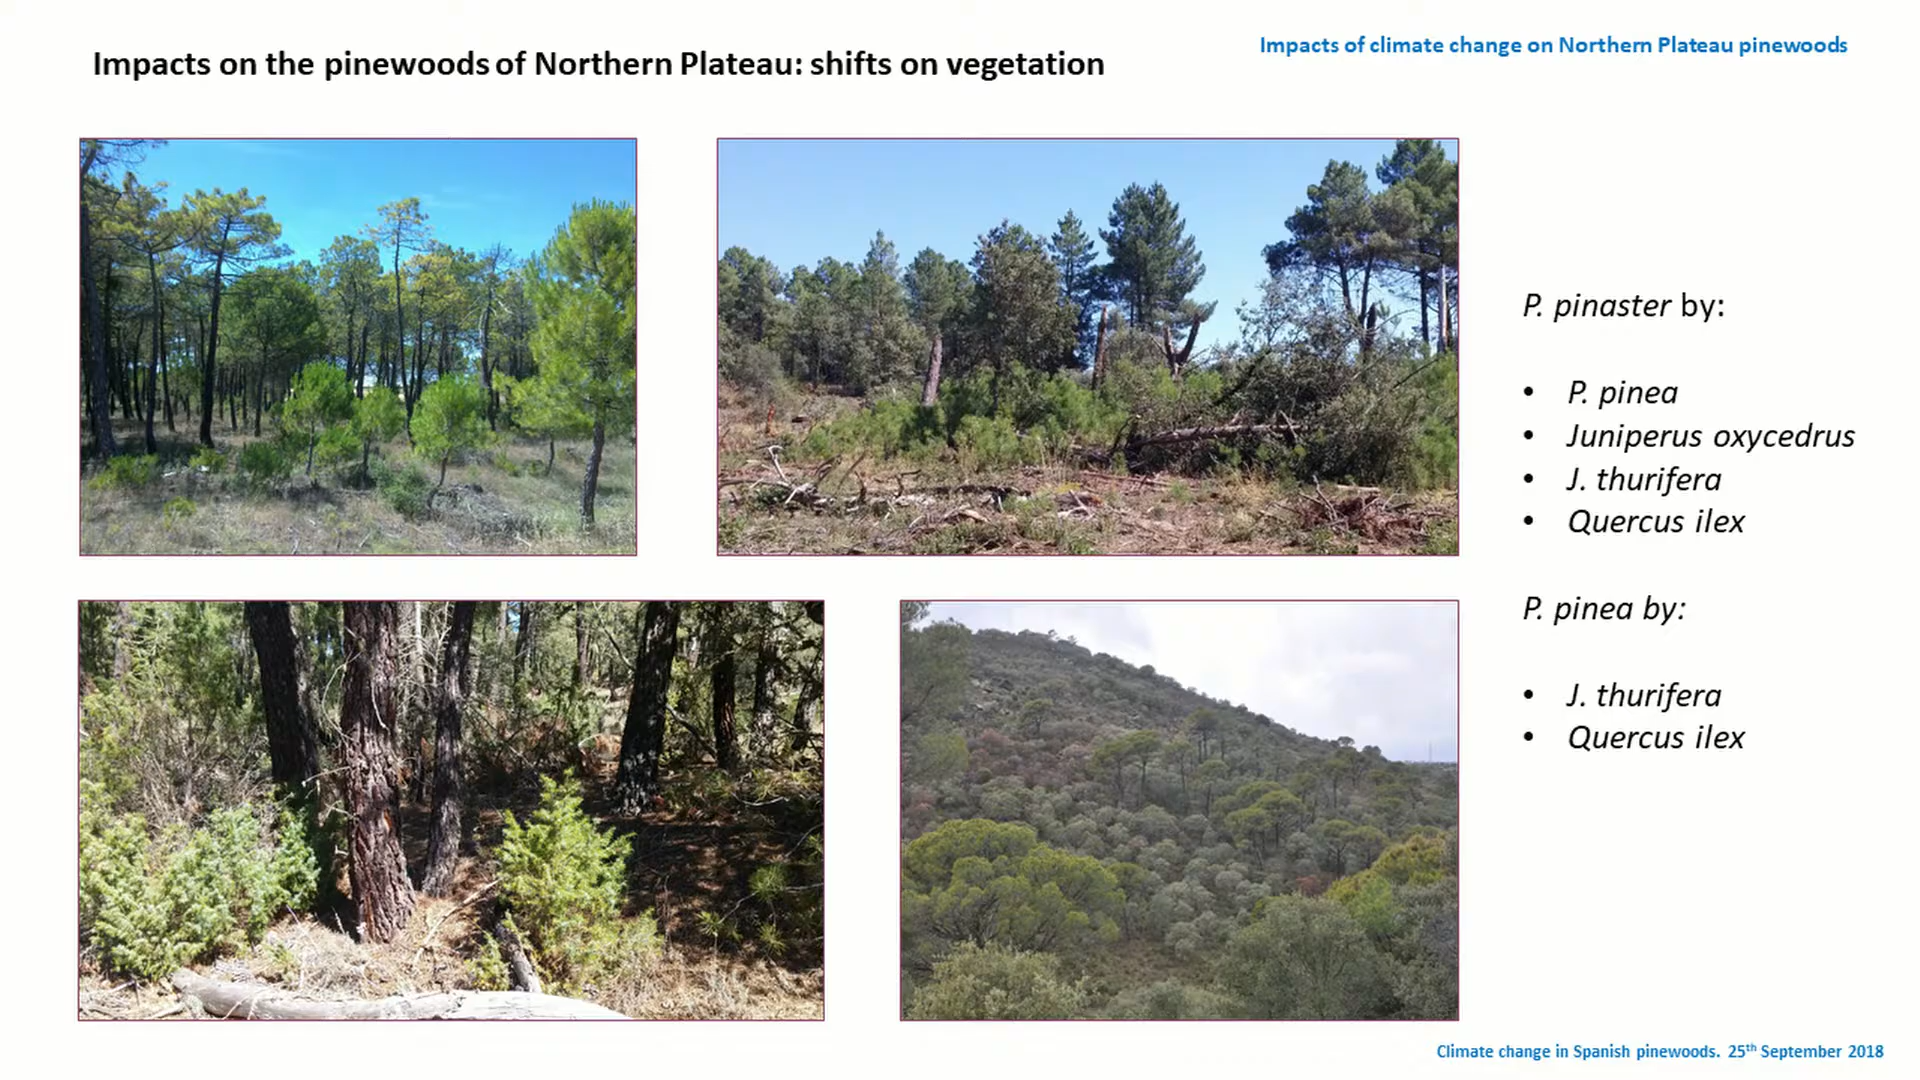 Impacts on the pinewoods of Northern Plateau: shifts on vegetation
Impacts of climate change on Northern Plateau pinewoods
P. pinaster by:
• P. pinea
• Juniperus oxycedrus
• J. thurifera
• Quercus ilex
P. pinea by:
• J. thurifera
• Quercus ilex
Climate change in Spanish pinewoods. 25th September 2018